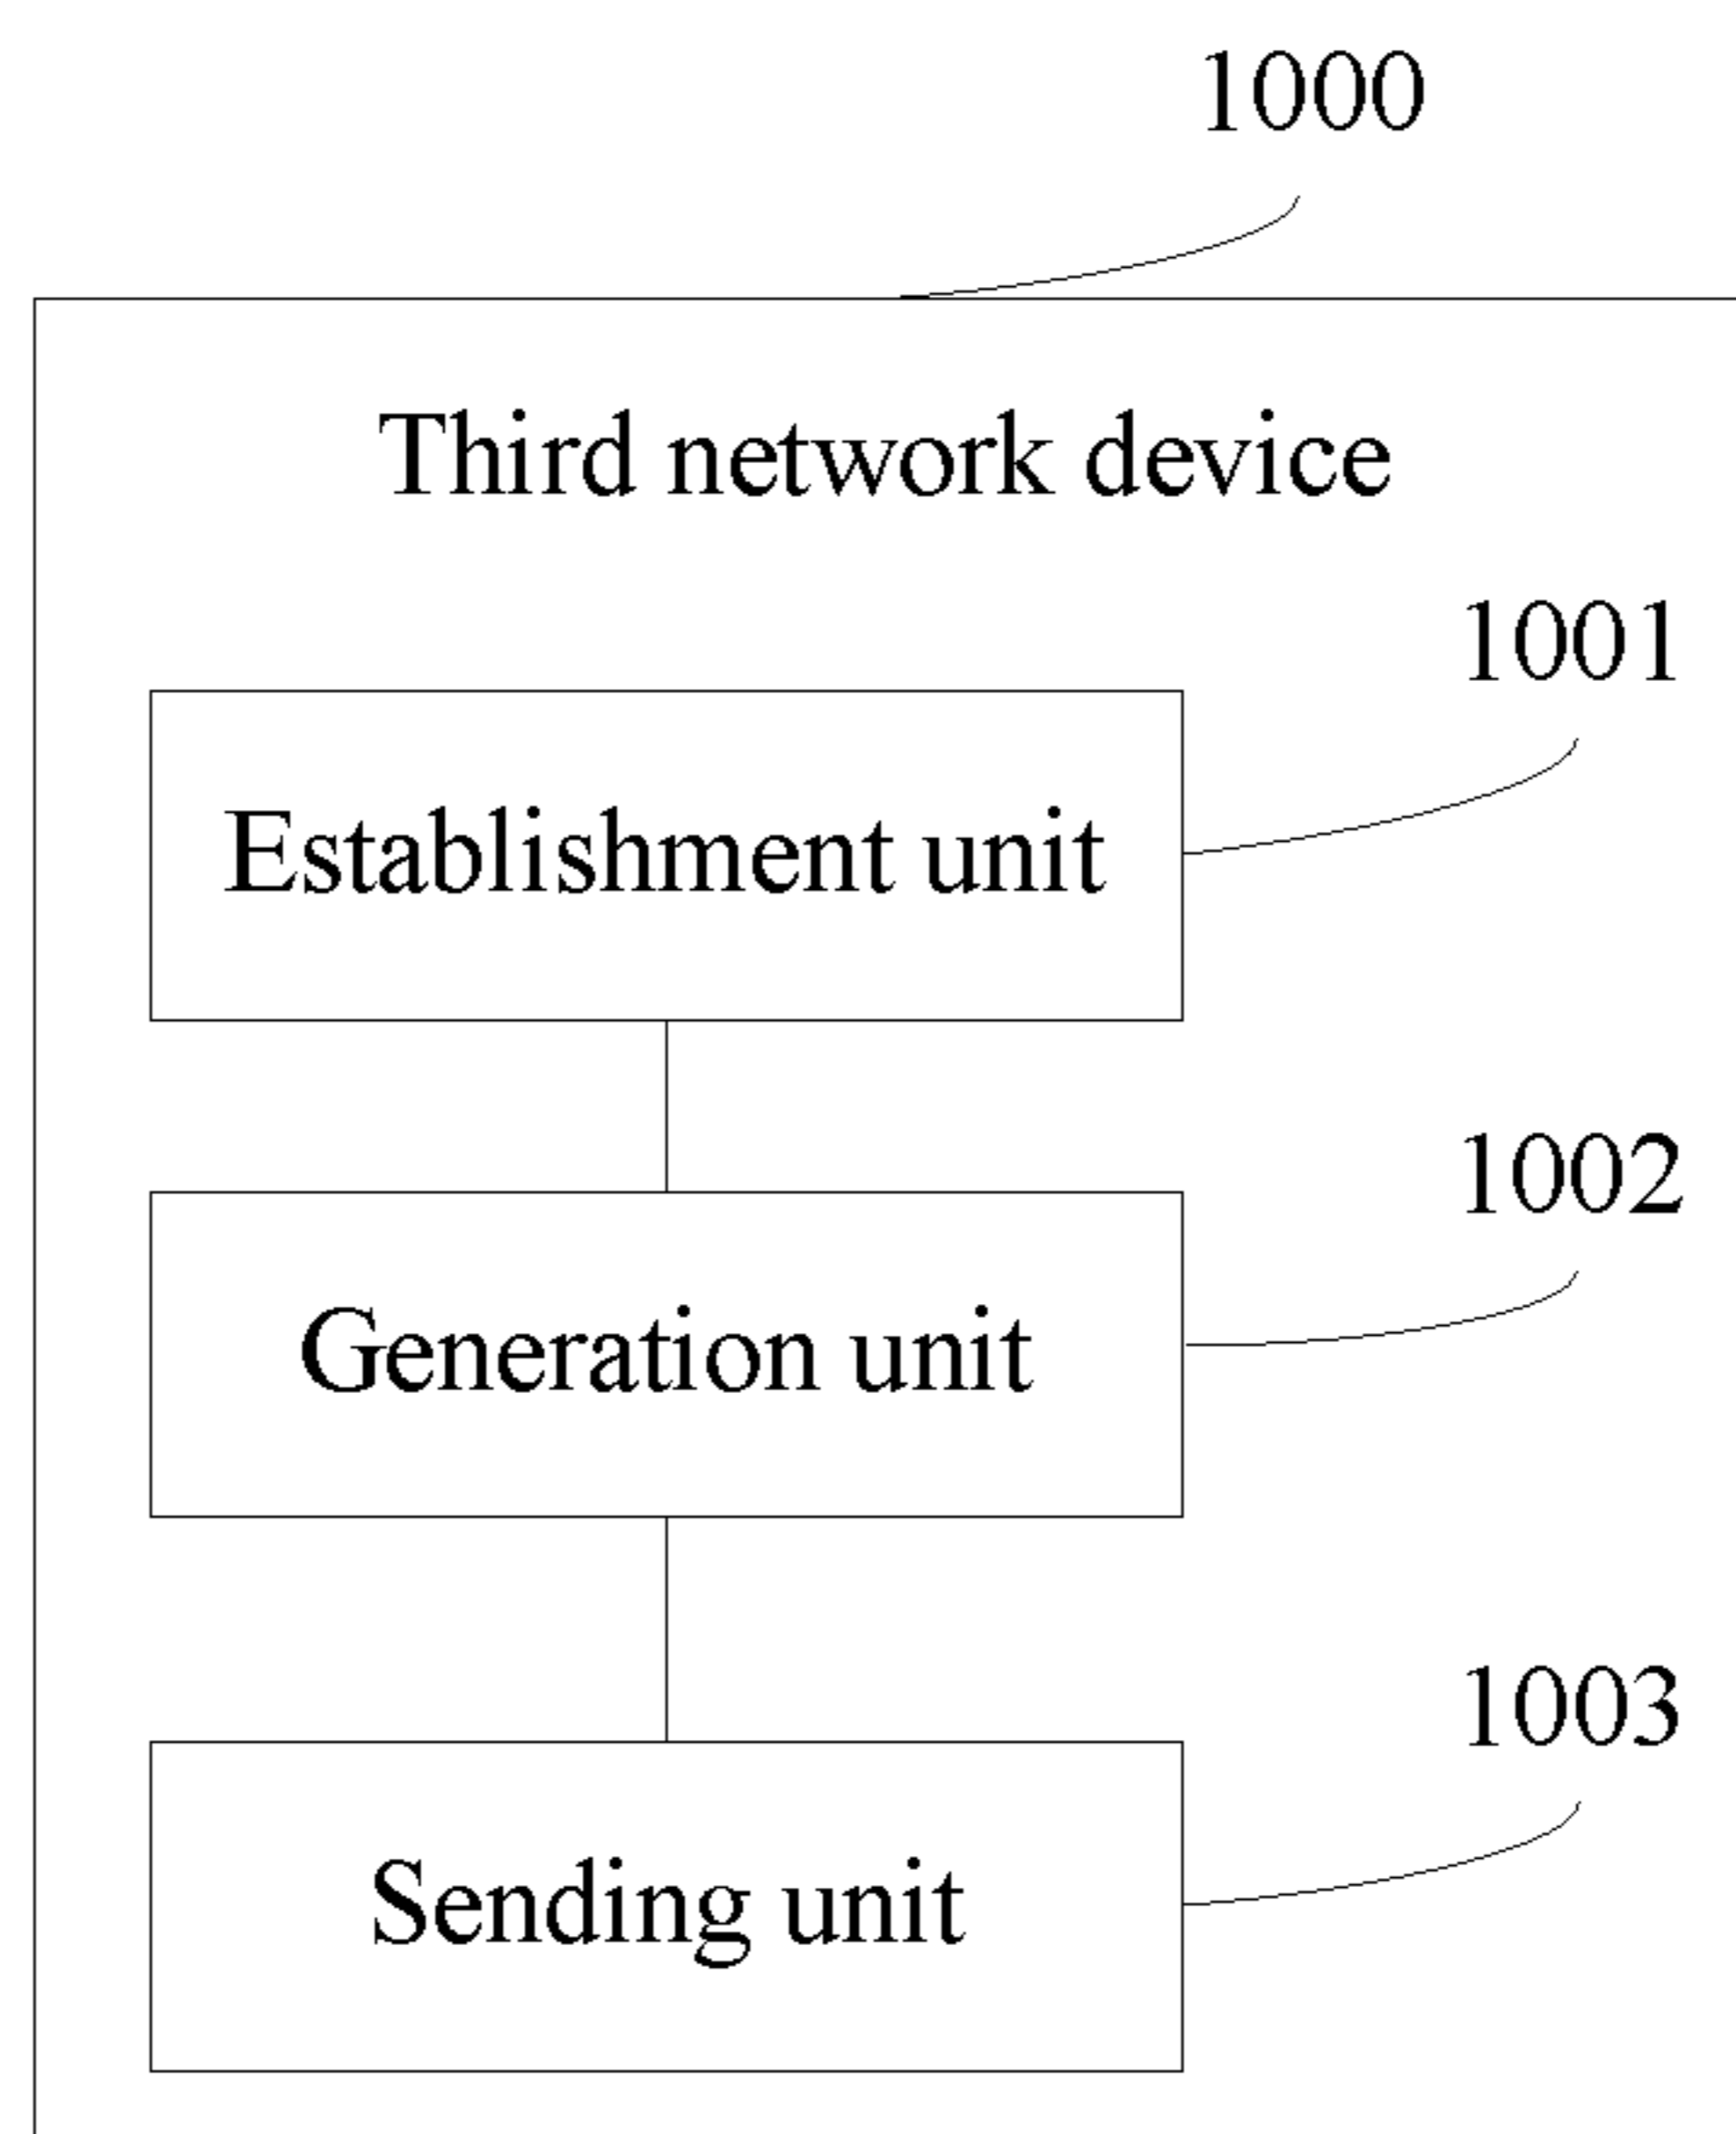 1000
Third network device
1001
Establishment unit
1002
Generation unit
1003
Sending unit